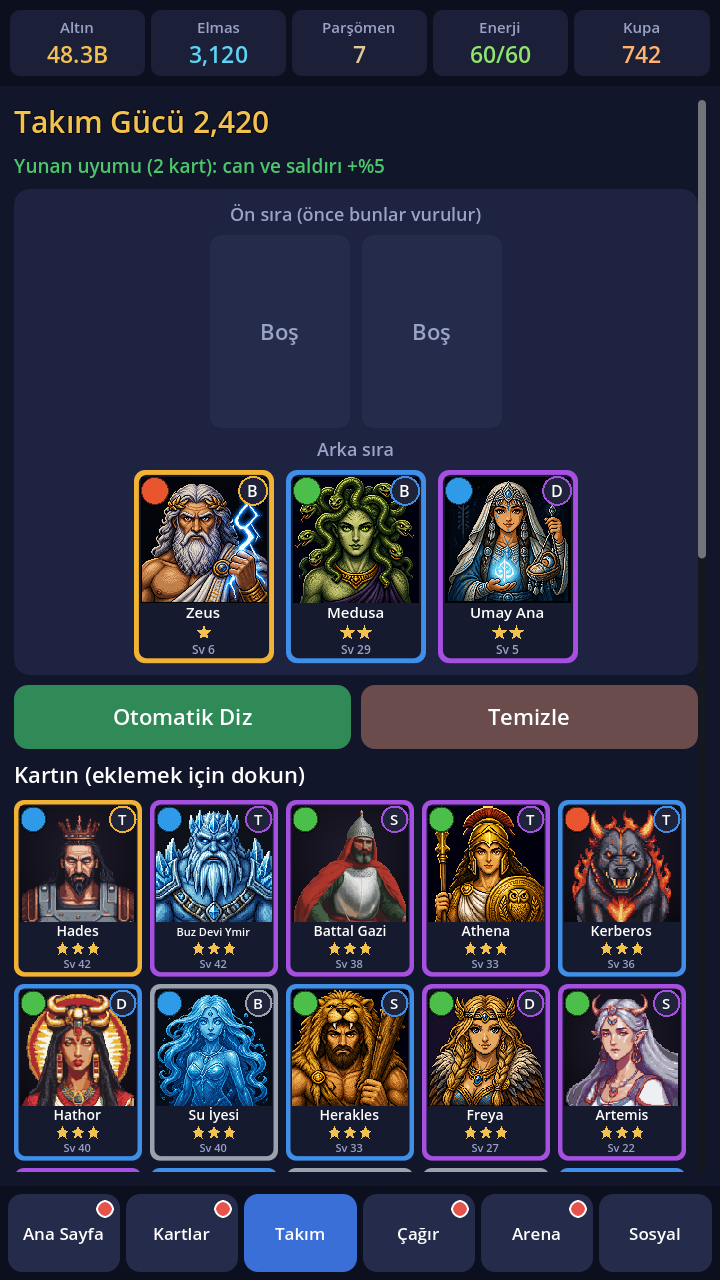 Altın Elmas Parşömen Enerji Kupa
48.3B 3,120 7 60/60 742
Takım Gücü 2,420
Yunan uyumu (2 kart): can ve saldırı +%5
Ön sıra (önce bunlar vurulur)
Boş Boş
Arka sıra
B B D
Zeus Medusa Umay Ana
Sv 6 Sv 29 Sv 5
Otomatik Diz Temizle
Kartın (eklemek için dokun)
T T S T T
Hades Buz Devi Ymir Battal Gazi Athena Kerberos
Sv 42 Sv 42 Sv 38 Sv 33 Sv 36
D B S D S
Hathor Su İyesi Herakles Freya Artemis
Sv 40 Sv 40 Sv 33 Sv 27 Sv 22
Ana Sayfa Kartlar Takım Çağır Arena Sosyal